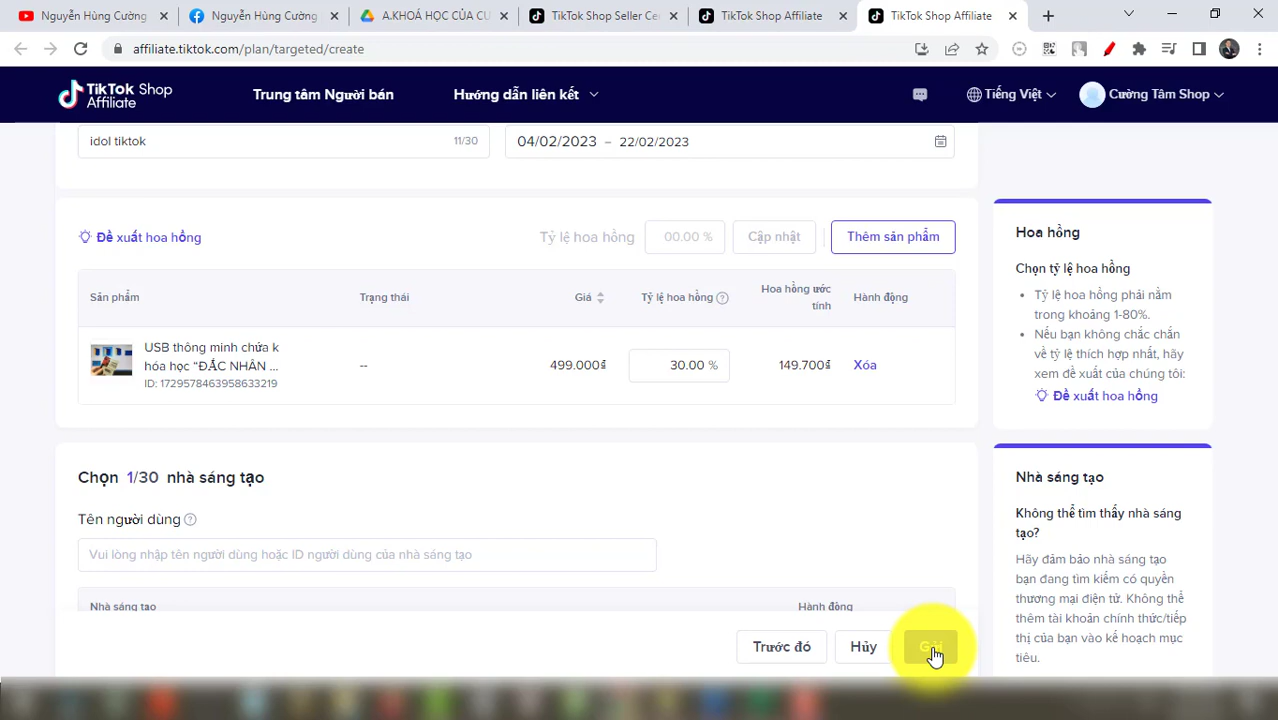 Nguyễn Hùng Cường
Nguyễn Hùng Cường
A.KHOÁ HỌC CỦA CƯ
TikTok Shop Seller Ce
TikTok Shop Affiliate
TikTok Shop Affiliate
affiliate.tiktok.com/plan/targeted/create
TikTok Shop
Affiliate
Trung tâm Người bán
Hướng dẫn liên kết
Tiếng Việt
Cường Tâm Shop
idol tiktok
11/30
04/02/2023 – 22/02/2023
Đề xuất hoa hồng
Tỷ lệ hoa hồng
00.00 %
Cập nhật
Thêm sản phẩm
Sản phẩm
Trạng thái
Giá
Tỷ lệ hoa hồng
Hoa hồng ước
tính
Hành động
USB thông minh chứa k
hóa học “ĐẮC NHÂN ...
ID: 1729578463958633219
--
499.000₫
30.00 %
149.700₫
Xóa
Chọn 1/30 nhà sáng tạo
Tên người dùng
Vui lòng nhập tên người dùng hoặc ID người dùng của nhà sáng tạo
Nhà sáng tạo
Hành động
Trước đó
Hủy
Hoa hồng
Chọn tỷ lệ hoa hồng
• Tỷ lệ hoa hồng phải nằm
trong khoảng 1-80%.
• Nếu bạn không chắc chắn
về tỷ lệ thích hợp nhất, hãy
xem đề xuất của chúng tôi:
Đề xuất hoa hồng
Nhà sáng tạo
Không thể tìm thấy nhà sáng
tạo?
Hãy đảm bảo nhà sáng tạo
bạn đang tìm kiếm có quyền
thương mại điện tử. Không thể
thêm tài khoản chính thức/tiếp
thị của bạn vào kế hoạch mục
tiêu.